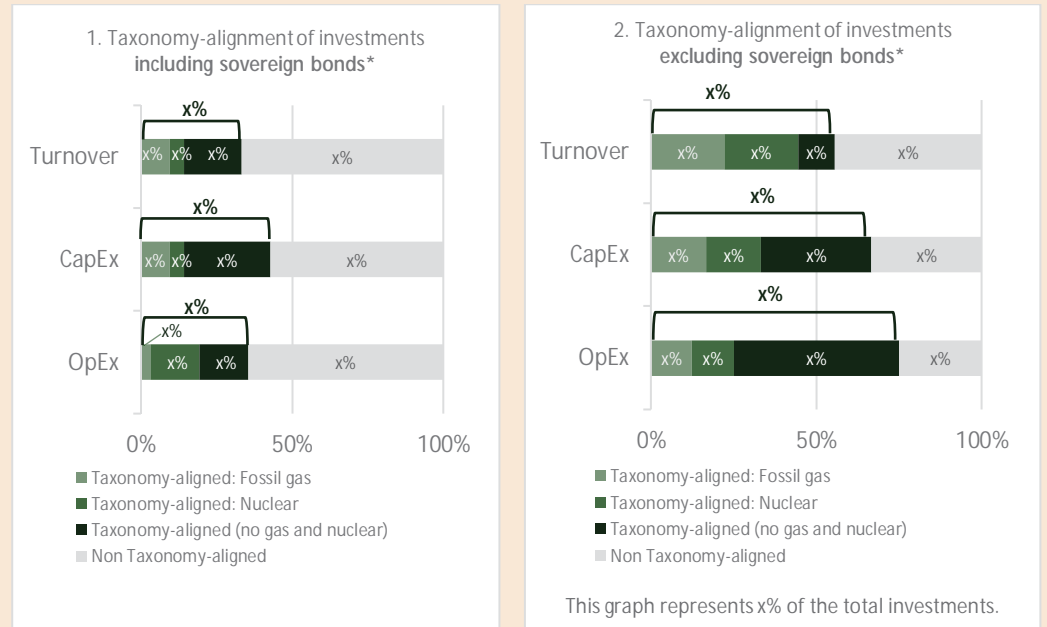 1. Taxonomy-alignment of investments
including sovereign bonds*
x%
Turnover
x% x% x% x%
x%
CapEx
x% x% x% x%
x%
x%
OpEx
x% x% x%
0% 50% 100%
Taxonomy-aligned: Fossil gas
Taxonomy-aligned: Nuclear
Taxonomy-aligned (no gas and nuclear)
Non Taxonomy-aligned
2. Taxonomy-alignment of investments
excluding sovereign bonds*
x%
Turnover
x% x% x% x%
x%
CapEx
x% x% x% x%
x%
OpEx
x% x% x% x%
0% 50% 100%
Taxonomy-aligned: Fossil gas
Taxonomy-aligned: Nuclear
Taxonomy-aligned (no gas and nuclear)
Non Taxonomy-aligned
This graph represents x% of the total investments.